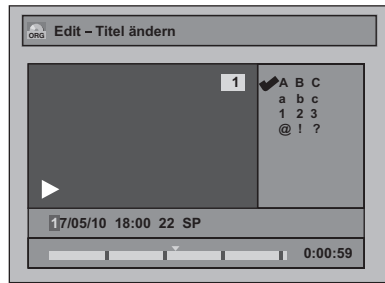 ORG Edit – Titel ändern
1
A B C
a b c
1 2 3
@ ! ?
17/05/10 18:00 22 SP
0:00:59